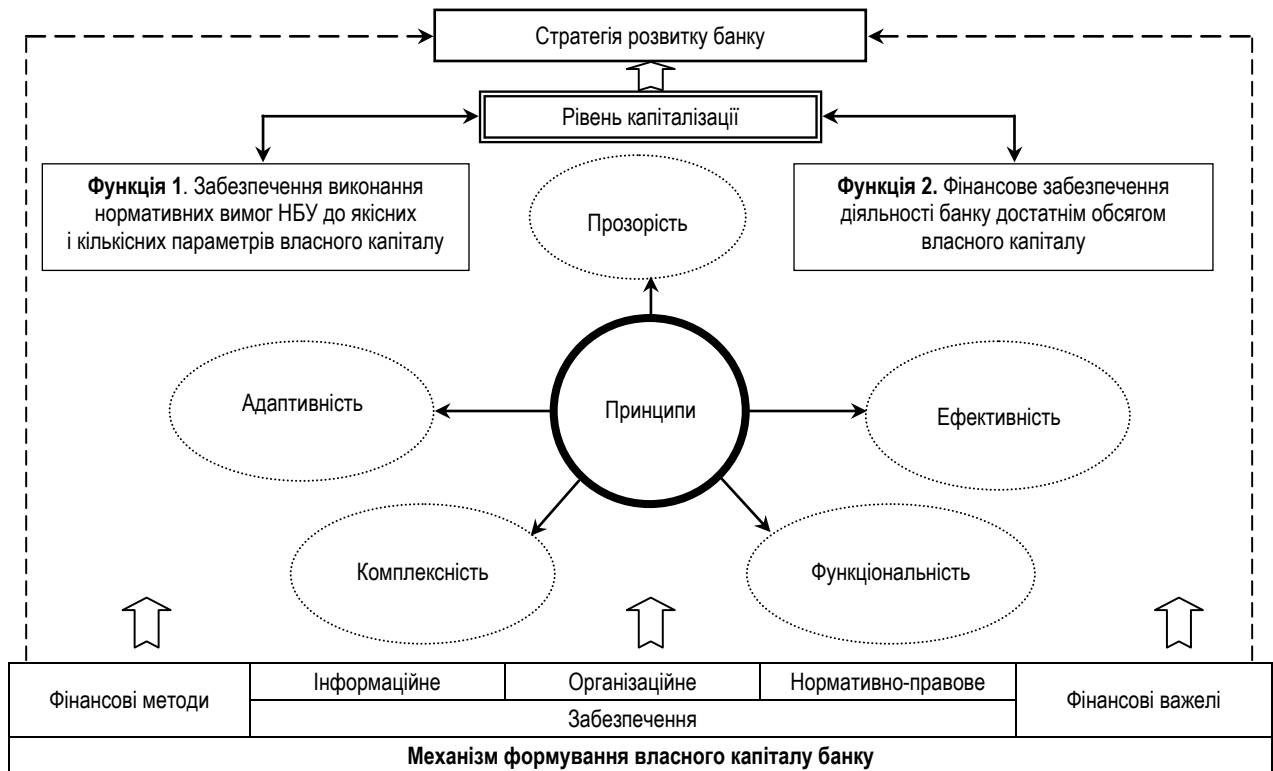 Стратегія розвитку банку
Рівень капіталізації
Функція 1. Забезпечення виконання
нормативних вимог НБУ до якісних
і кількісних параметрів власного капіталу
Функція 2. Фінансове забезпечення
діяльності банку достатнім обсягом
власного капіталу
Прозорість
Адаптивність
Принципи
Ефективність
Комплексність
Функціональність
Фінансові методи
Інформаційне
Організаційне
Нормативно-правове
Фінансові важелі
Забезпечення
Механізм формування власного капіталу банку